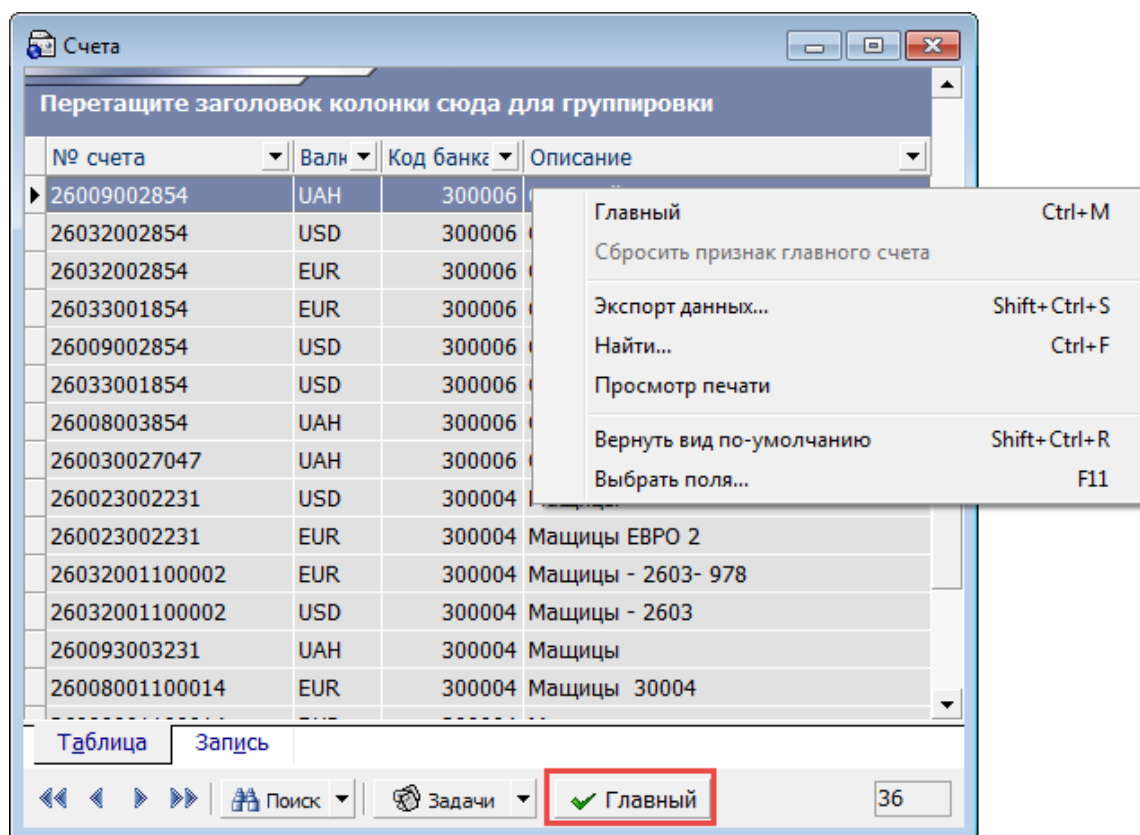 Счета
Перетащите заголовок колонки сюда для группировки
№ счета Код банка Описание
26009002854 UAH 300006
26032002854 USD 300006
26032002854 EUR 300006
26033001854 EUR 300006
26009002854 USD 300006
26033001854 USD 300006
26008003854 UAH 300006
260030027047 UAH 300006
260023002231 USD 300004
260023002231 EUR 300004 Мащицы ЕВРО 2
26032001100002 EUR 300004 Мащицы - 2603- 978
26032001100002 USD 300004 Мащицы - 2603
260093003231 UAH 300004 Мащицы
26008001100014 EUR 300004 Мащицы 30004
Главный Ctrl+M
Сбросить признак главного счета
Экспорт данных... Shift+Ctrl+S
Найти... Ctrl+F
Просмотр печати
Вернуть вид по-умолчанию Shift+Ctrl+R
Выбрать поля... F11
Таблица Запись
Поиск Задачи Главный 36